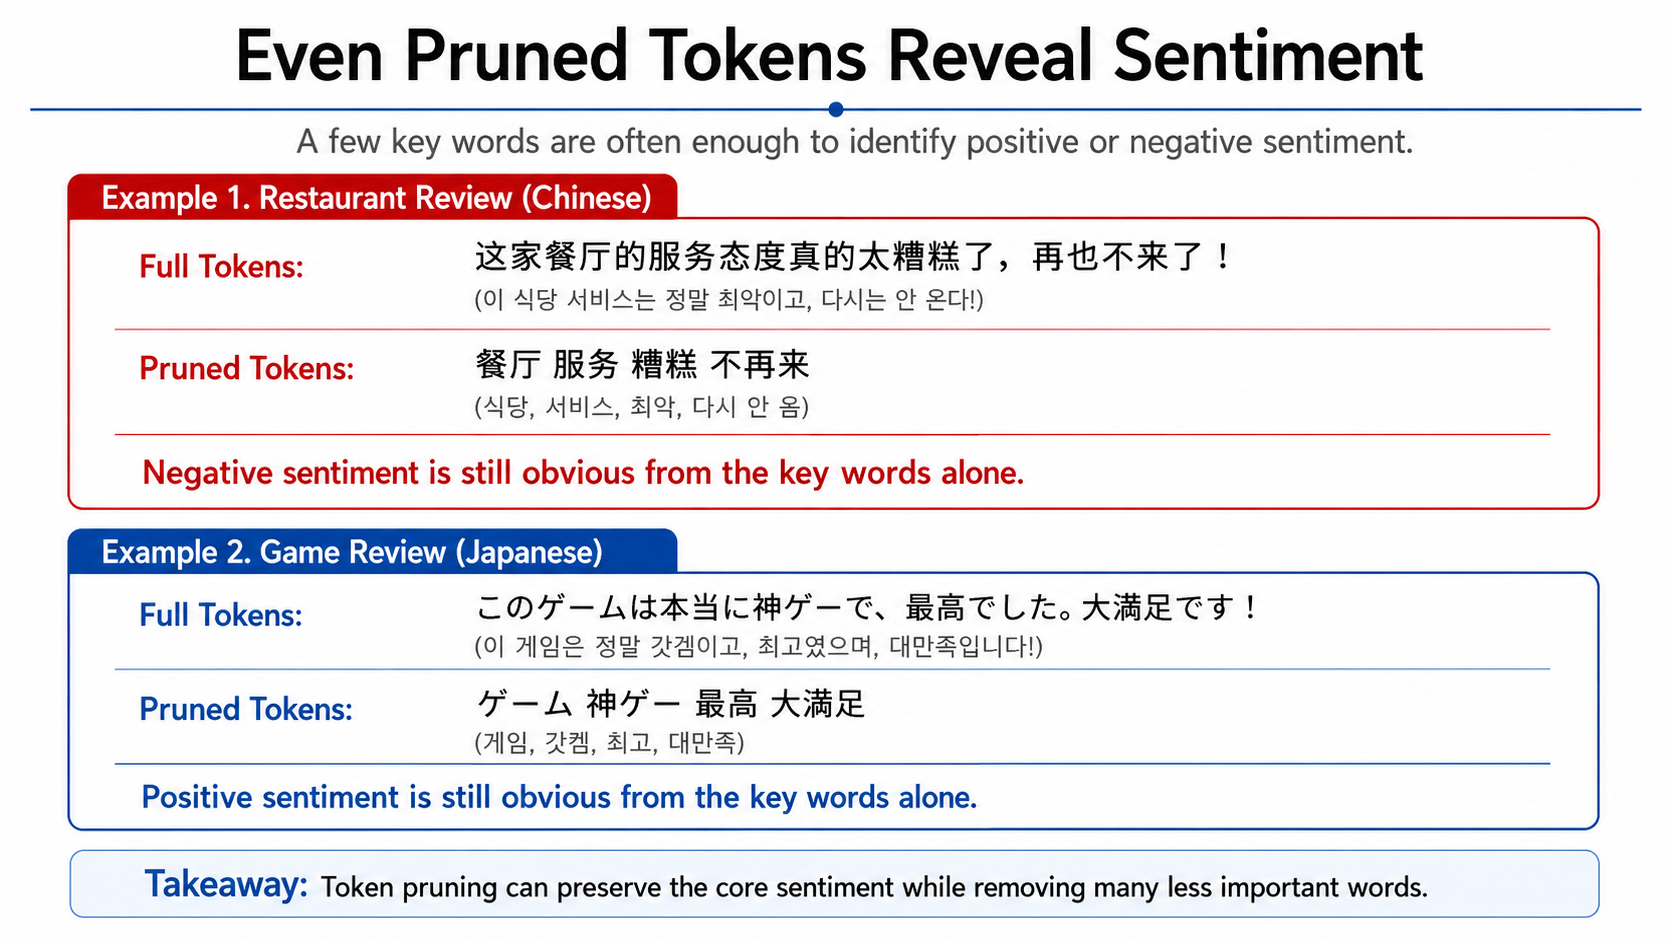 Even Pruned Tokens Reveal Sentiment
A few key words are often enough to identify positive or negative sentiment.
Example 1. Restaurant Review (Chinese)
Full Tokens:
这家餐厅的服务态度真的太糟糕了，再也不来了！
(이 식당 서비스는 정말 최악이고, 다시는 안 온다!)
Pruned Tokens:
餐厅 服务 糟糕 不再来
(식당, 서비스, 최악, 다시 안 옴)
Negative sentiment is still obvious from the key words alone.
Example 2. Game Review (Japanese)
Full Tokens:
このゲームは本当に神ゲーで、最高でした。大満足です！
(이 게임은 정말 갓겜이고, 최고였으며, 대만족입니다!)
Pruned Tokens:
ゲーム 神ゲー 最高 大満足
(게임, 갓켐, 최고, 대만족)
Positive sentiment is still obvious from the key words alone.
Takeaway: Token pruning can preserve the core sentiment while removing many less important words.